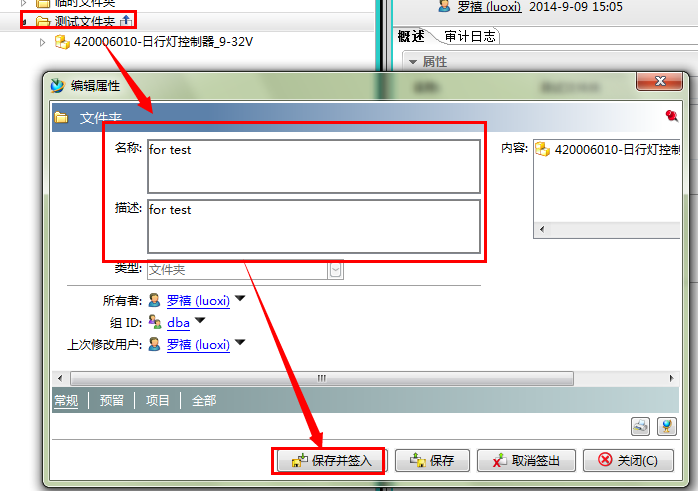 临时文件夹
测试文件夹
420006010-日行灯控制器_9-32V
罗禧 (luoxi) 2014-9-09 15:05
概述 审计日志
属性
编辑属性
文件夹
名称: for test
内容: 420006010-日行灯控制
描述: for test
类型: 文件夹
所有者: 罗禧 (luoxi)
组 ID: dba
上次修改用户: 罗禧 (luoxi)
常规 预留 项目 全部
保存并签入 保存 取消签出 关闭(C)